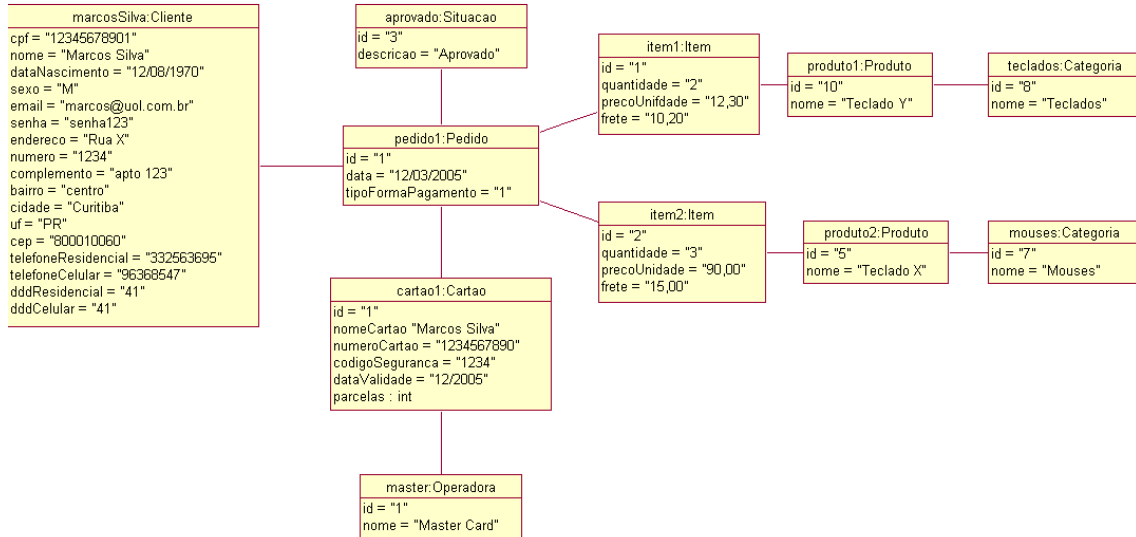 marcosSilva:Cliente
cpf = "12345678901"
nome = "Marcos Silva"
dataNascimento = "12/08/1970"
sexo = "M"
email = "marcos@uol.com.br"
senha = "senha123"
endereco = "Rua X"
numero = "1234"
complemento = "apto 123"
bairro = "centro"
cidade = "Curitiba"
uf = "PR"
cep = "800010060"
telefoneResidencial = "332563695"
telefoneCelular = "96368547"
dddResidencial = "41"
dddCelular = "41"
aprovado:Situacao
id = "3"
descricao = "Aprovado"
pedido1:Pedido
id = "1"
data = "12/03/2005"
tipoFormaPagamento = "1"
cartao1:Cartao
id = "1"
nomeCartao "Marcos Silva"
numeroCartao = "1234567890"
codigoSeguranca = "1234"
dataValidade = "12/2005"
parcelas : int
master:Operadora
id = "1"
nome = "Master Card"
item1:Item
id = "1"
quantidade = "2"
precoUnifdade = "12,30"
frete = "10,20"
produto1:Produto
id = "10"
nome = "Teclado Y"
teclados:Categoria
id = "8"
nome = "Teclados"
item2:Item
id = "2"
quantidade = "3"
precoUnidade = "90,00"
frete = "15,00"
produto2:Produto
id = "5"
nome = "Teclado X"
mouses:Categoria
id = "7"
nome = "Mouses"